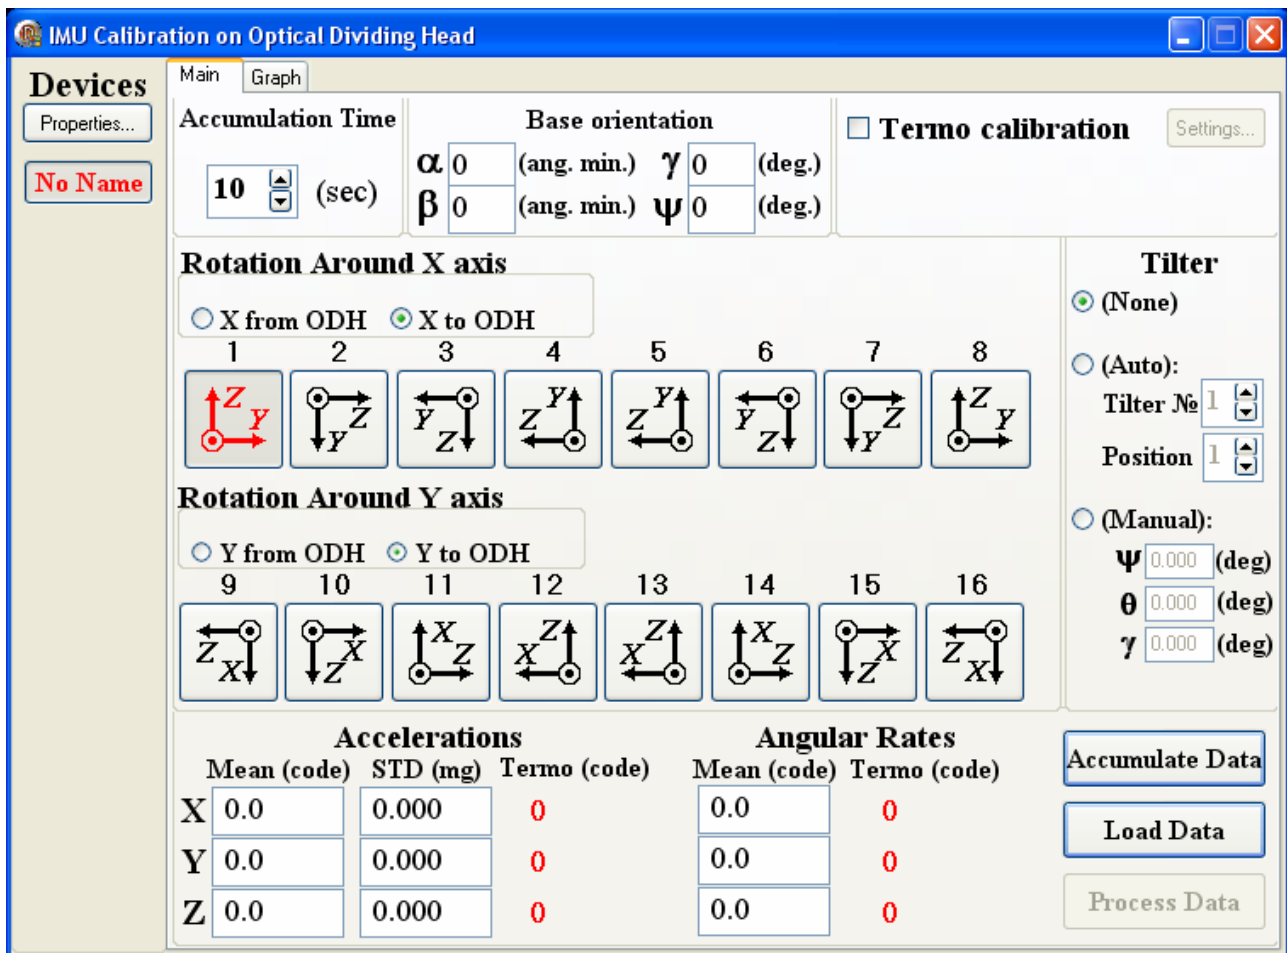 IMU Calibration on Optical Dividing Head
Devices
Properties...
No Name
Main Graph
Accumulation Time
10 (sec)
Base orientation
α 0 (ang. min.) γ 0 (deg.)
β 0 (ang. min.) ψ 0 (deg.)
Termo calibration Settings...
Rotation Around X axis
X from ODH X to ODH
1 2 3 4 5 6 7 8
Z Y
Z Y
Y Z
Y Z
Y Z
Y Z
Z Y
Z Y
Rotation Around Y axis
Y from ODH Y to ODH
9 10 11 12 13 14 15 16
Z X
X Z
X Z
Z X
Z X
X Z
X Z
Z X
Tilter
(None)
(Auto):
Tilter № 1
Position 1
(Manual):
Ψ 0.000 (deg)
θ 0.000 (deg)
γ 0.000 (deg)
Accelerations Angular Rates
Mean (code) STD (mg) Termo (code) Mean (code) Termo (code)
X 0.0 0.000 0 0.0 0
Y 0.0 0.000 0 0.0 0
Z 0.0 0.000 0 0.0 0
Accumulate Data
Load Data
Process Data